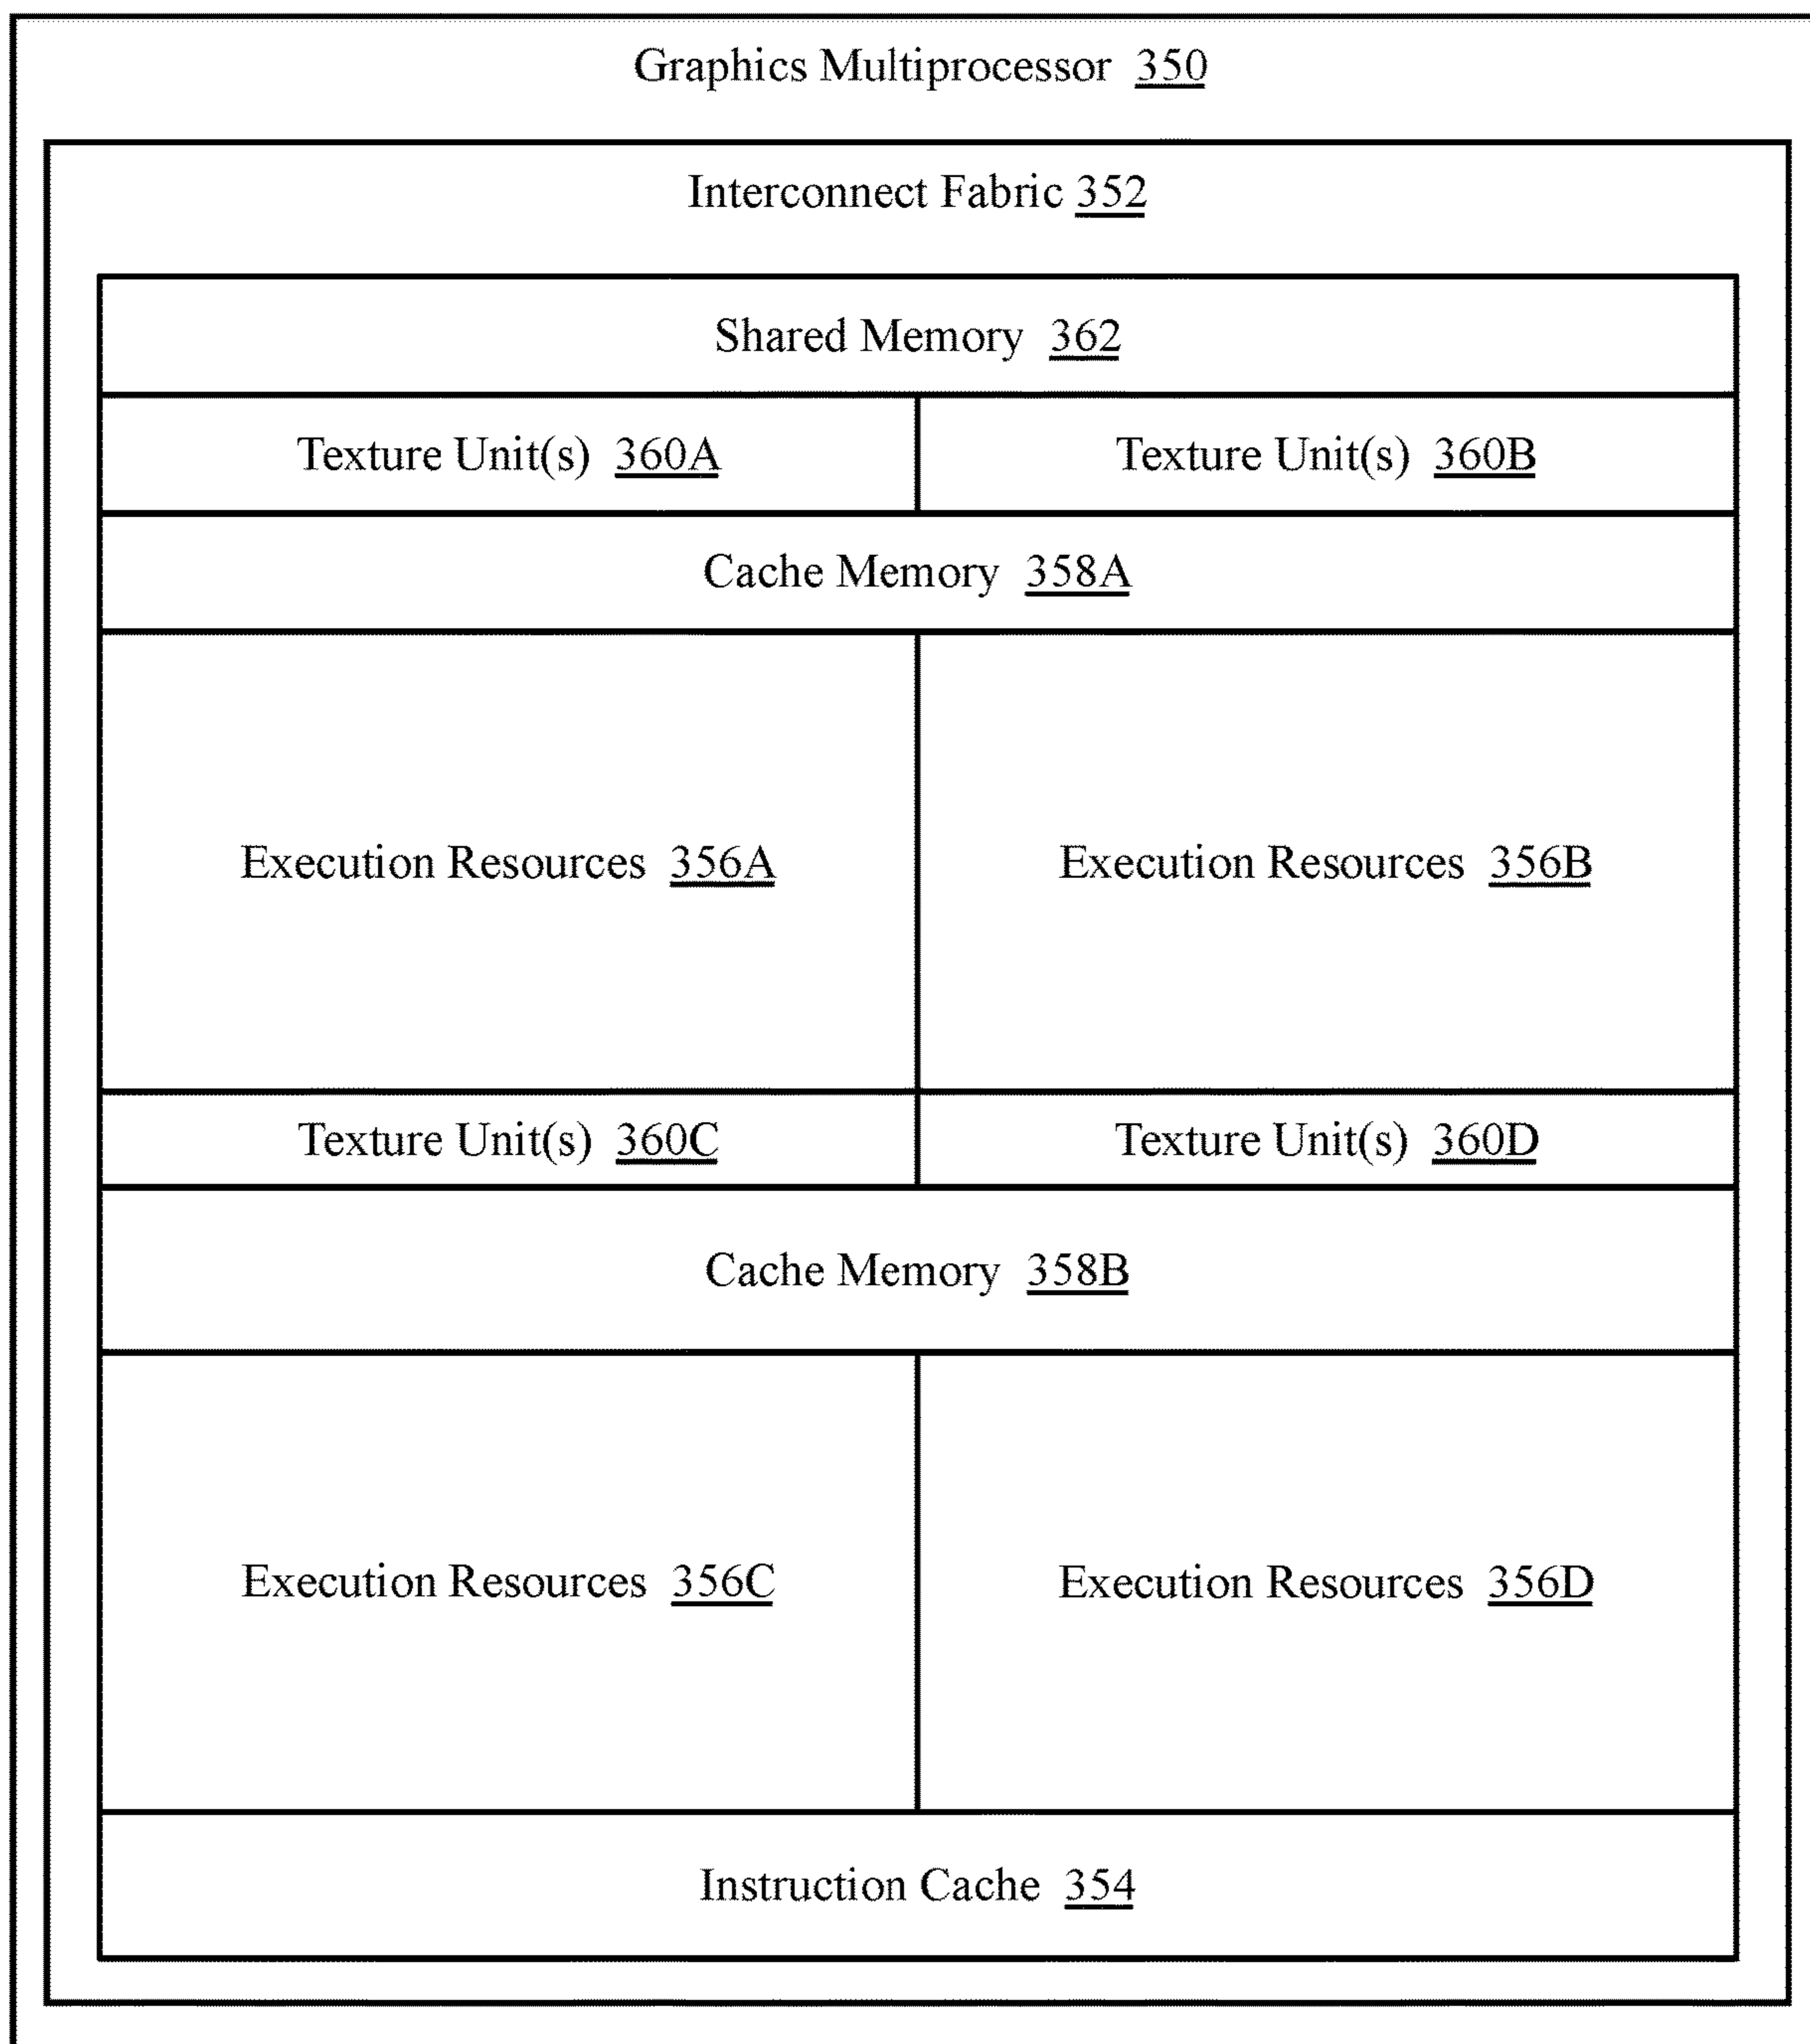 Graphics Multiprocessor 350
Interconnect Fabric 352
Shared Memory 362
Texture Unit(s) 360A
Texture Unit(s) 360B
Cache Memory 358A
Execution Resources 356A
Execution Resources 356B
Texture Unit(s) 360C
Texture Unit(s) 360D
Cache Memory 358B
Execution Resources 356C
Execution Resources 356D
Instruction Cache 354